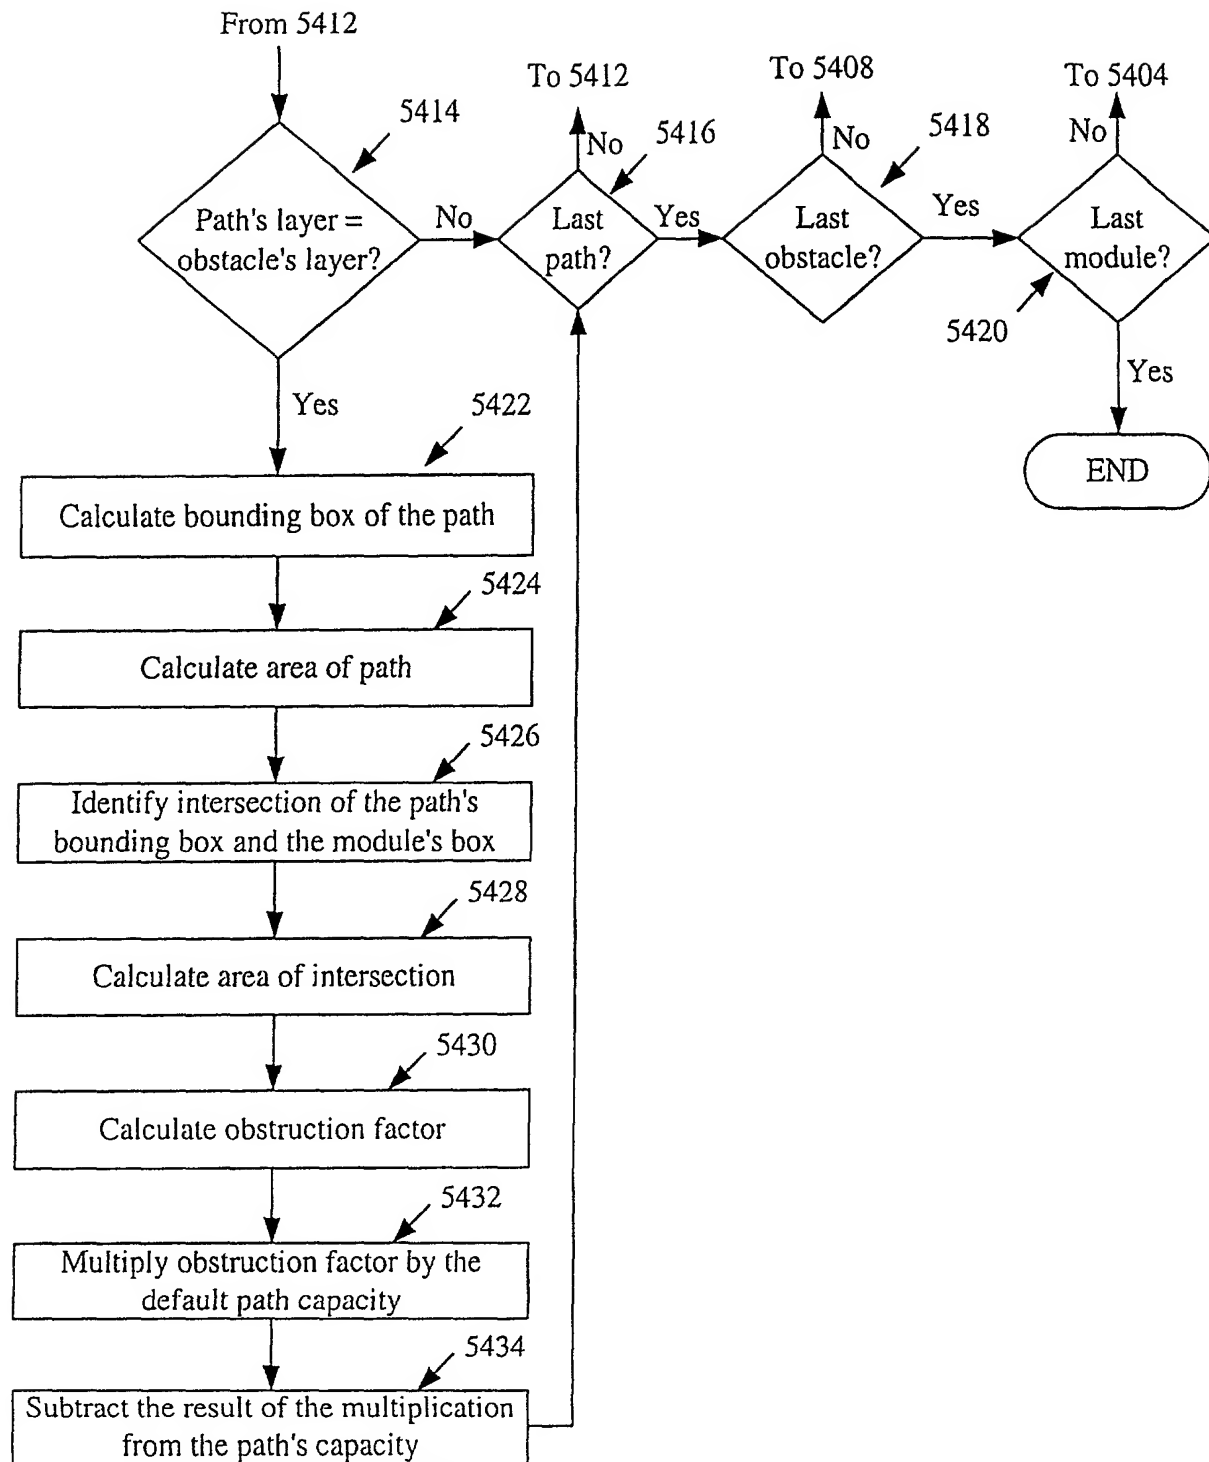 From 5412
To 5412
To 5408
To 5404
5414
5416
5418
No
No
No
Path's layer =
obstacle's layer?
No
Last
path?
Yes
Last
obstacle?
Yes
Last
module?
5420
Yes
Yes
END
5422
Calculate bounding box of the path
5424
Calculate area of path
5426
Identify intersection of the path's
bounding box and the module's box
5428
Calculate area of intersection
5430
Calculate obstruction factor
5432
Multiply obstruction factor by the
default path capacity
5434
Subtract the result of the multiplication
from the path's capacity